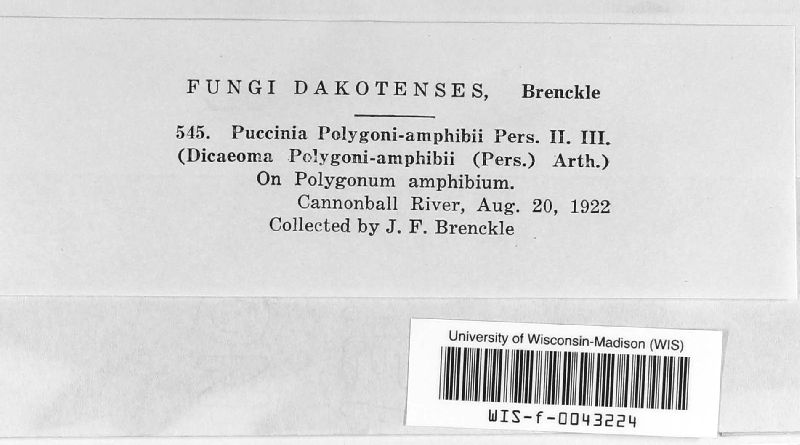 FUNGI DAKOTENSES, Brenckle
545. Puccinia Polygoni-amphibii Pers. II. III.
(Dicaeoma Polygoni-amphibii (Pers.) Arth.)
On Polygonum amphibium.
Cannonball River, Aug. 20, 1922
Collected by J. F. Brenckle
University of Wisconsin-Madison (WIS)
WIS-f-0043224